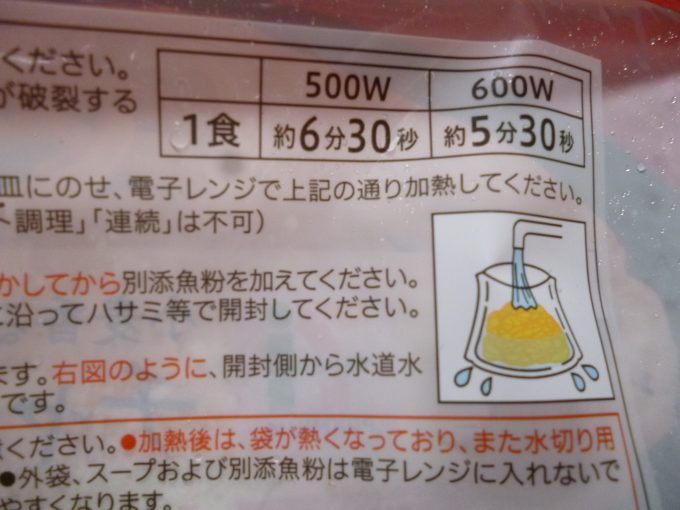 ください。
が破裂する
500W 600W
1食 約6分30秒 約5分30秒
皿にのせ、電子レンジで上記の通り加熱してください。
ト調理」「連続」は不可)
かしてから別添魚粉を加えてください。
に沿ってハサミ等で開封してください。
ます。右図のように、開封側から水道水
です。
ください。●加熱後は、袋が熱くなっており、また水切り用
●外袋、スープおよび別添魚粉は電子レンジに入れないで
やすくなります。